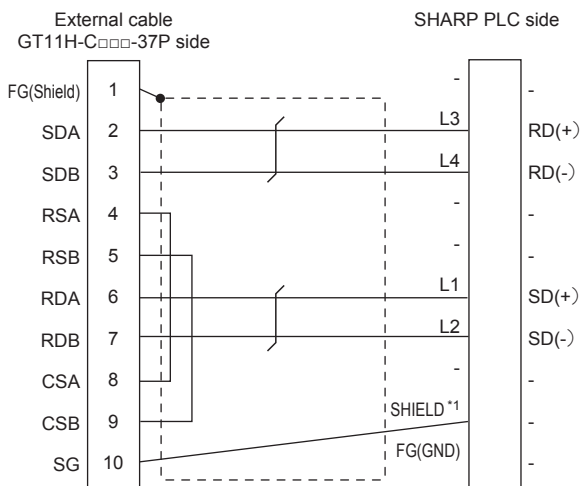 External cable
GT11H-C□□□-37P side
SHARP PLC side
FG(Shield) 1 - -
SDA 2 L3 RD(+)
SDB 3 L4 RD(-)
RSA 4 - -
RSB 5 - -
RDA 6 L1 SD(+)
RDB 7 L2 SD(-)
CSA 8 - -
CSB 9 SHIELD *1 -
SG 10 FG(GND) -